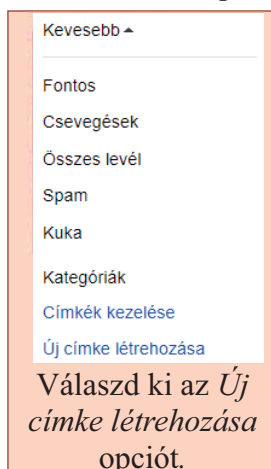 Kevesebb
Fontos
Csevegések
Összes levél
Spam
Kuka
Kategóriák
Címkék kezelése
Új címke létrehozása
Válaszd ki az Új
címke létrehozása
opciót.